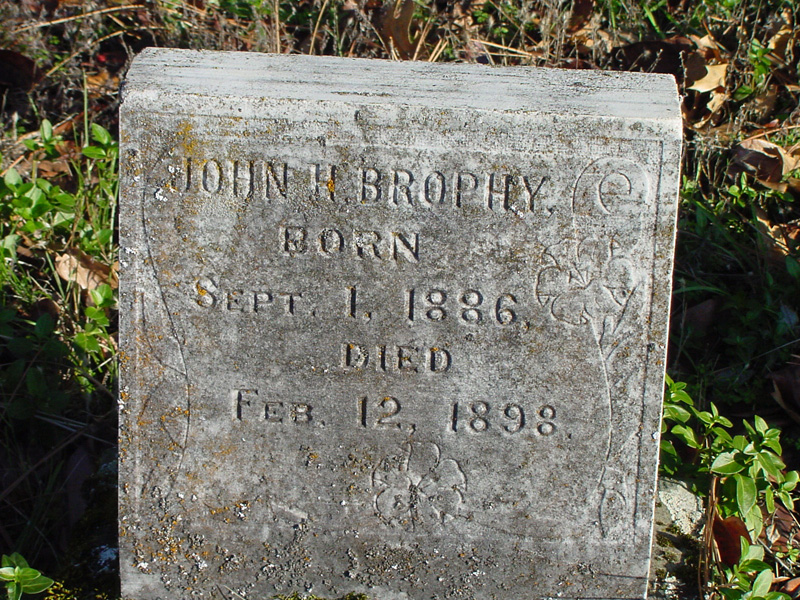 JOHN H. BROPHY.
BORN
SEPT. 1, 1886,
DIED
FEB. 12, 1898.